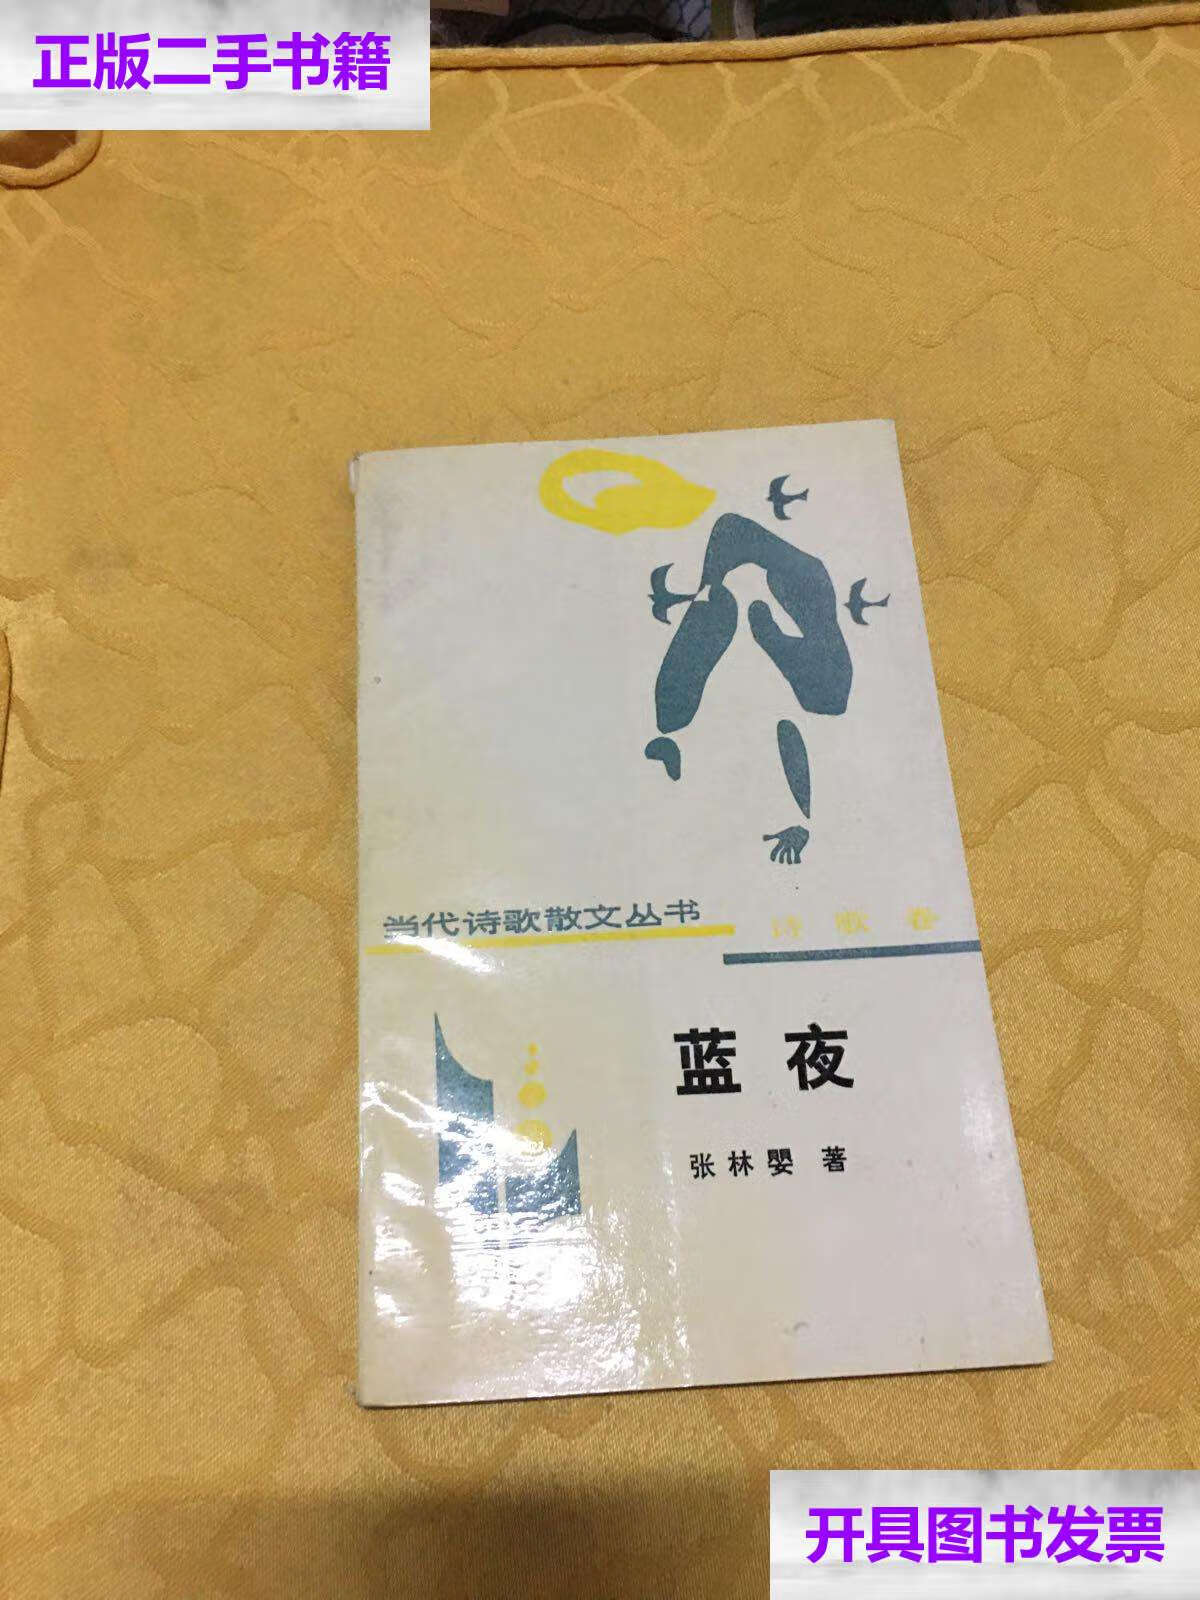 正版二手书籍
当代诗歌散文丛书
诗歌卷
蓝夜
张林嬰 著
开具图书发票